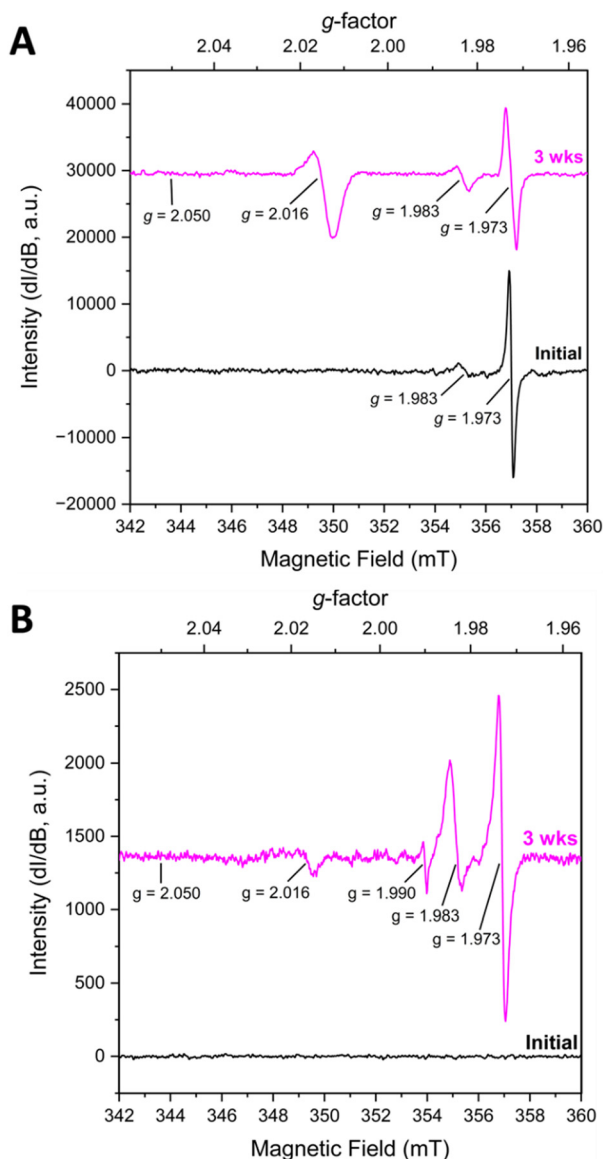 A
g-factor
2.04 2.02 2.00 1.98 1.96
40000
30000
20000
10000
0
−10000
−20000
Intensity (dI/dB, a.u.)
3 wks
g = 2.050
g = 2.016
g = 1.983
g = 1.973
Initial
g = 1.983
g = 1.973
342 344 346 348 350 352 354 356 358 360
Magnetic Field (mT)
B
g-factor
2.04 2.02 2.00 1.98 1.96
2500
2000
1500
1000
500
0
Intensity (dI/dB, a.u.)
3 wks
g = 2.050
g = 2.016
g = 1.990
g = 1.983
g = 1.973
Initial
342 344 346 348 350 352 354 356 358 360
Magnetic Field (mT)